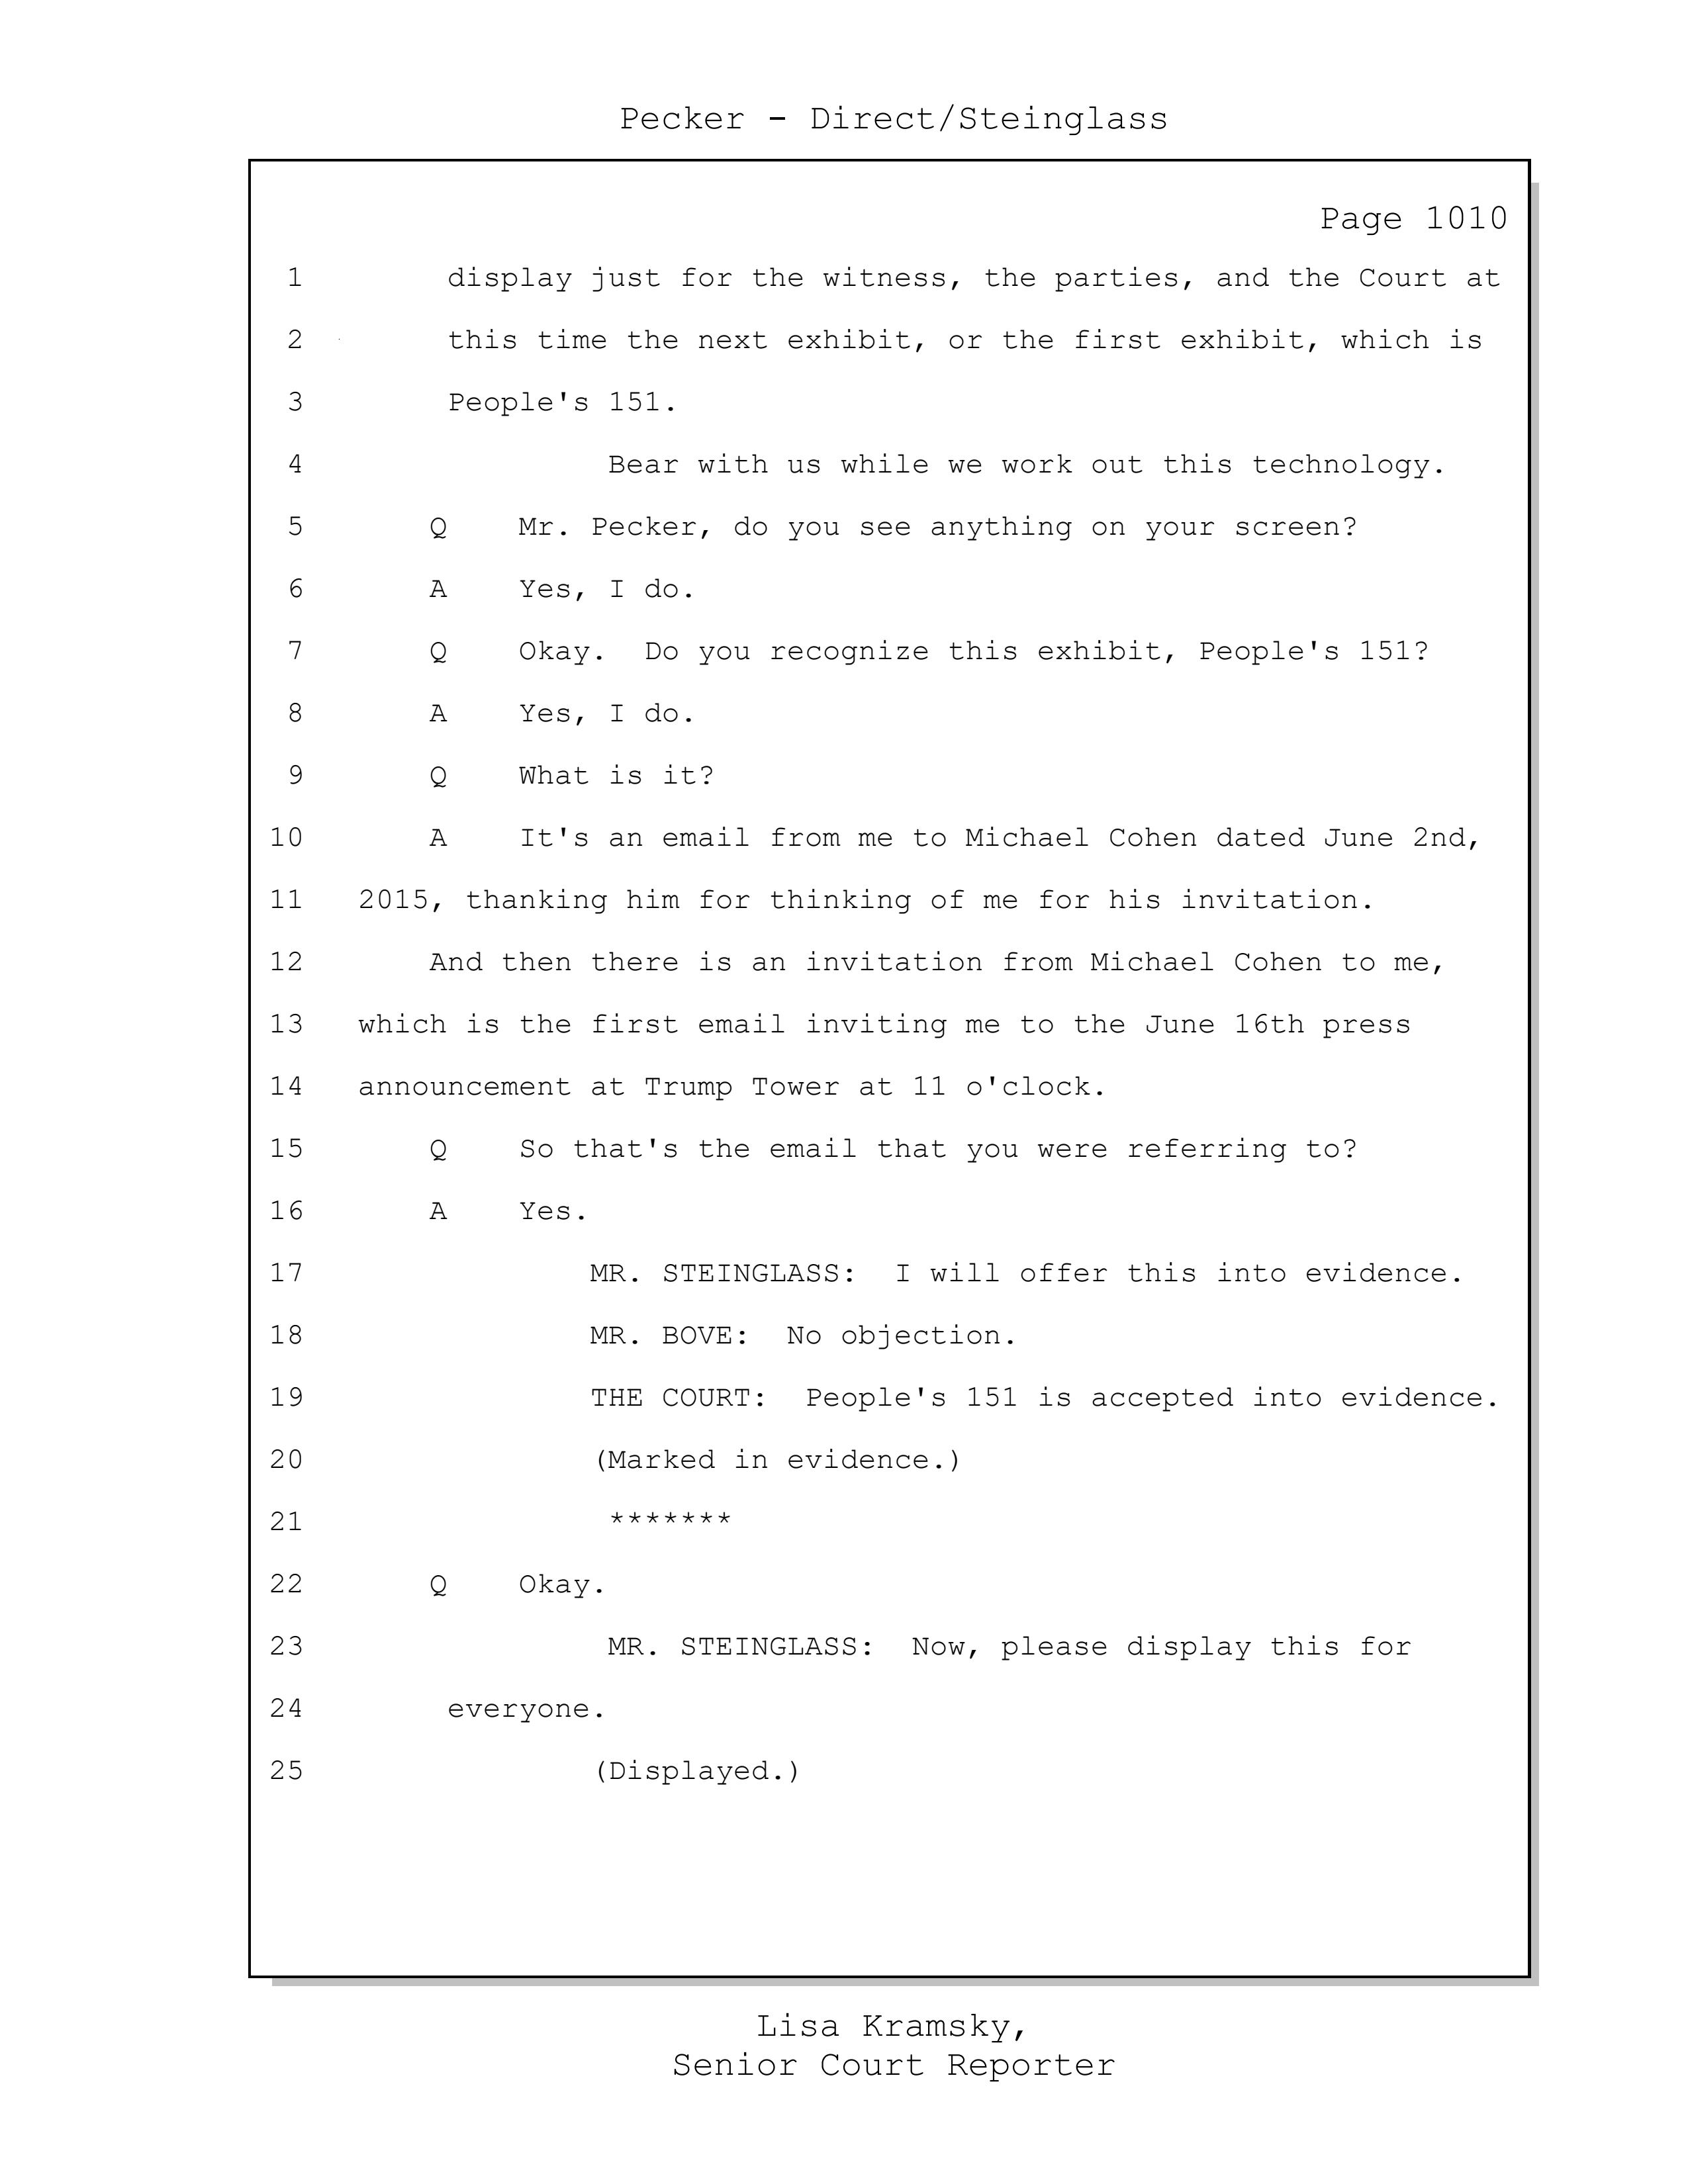 Pecker - Direct/Steinglass
Page 1010
1 display just for the witness, the parties, and the Court at
2 this time the next exhibit, or the first exhibit, which is
3 People's 151.
4 Bear with us while we work out this technology.
5 Q Mr. Pecker, do you see anything on your screen?
6 A Yes, I do.
7 Q Okay. Do you recognize this exhibit, People's 151?
8 A Yes, I do.
9 Q What is it?
10 A It's an email from me to Michael Cohen dated June 2nd,
11 2015, thanking him for thinking of me for his invitation.
12 And then there is an invitation from Michael Cohen to me,
13 which is the first email inviting me to the June 16th press
14 announcement at Trump Tower at 11 o'clock.
15 Q So that's the email that you were referring to?
16 A Yes.
17 MR. STEINGLASS: I will offer this into evidence.
18 MR. BOVE: No objection.
19 THE COURT: People's 151 is accepted into evidence.
20 (Marked in evidence.)
21 *******
22 Q Okay.
23 MR. STEINGLASS: Now, please display this for
24 everyone.
25 (Displayed.)
Lisa Kramsky,
Senior Court Reporter